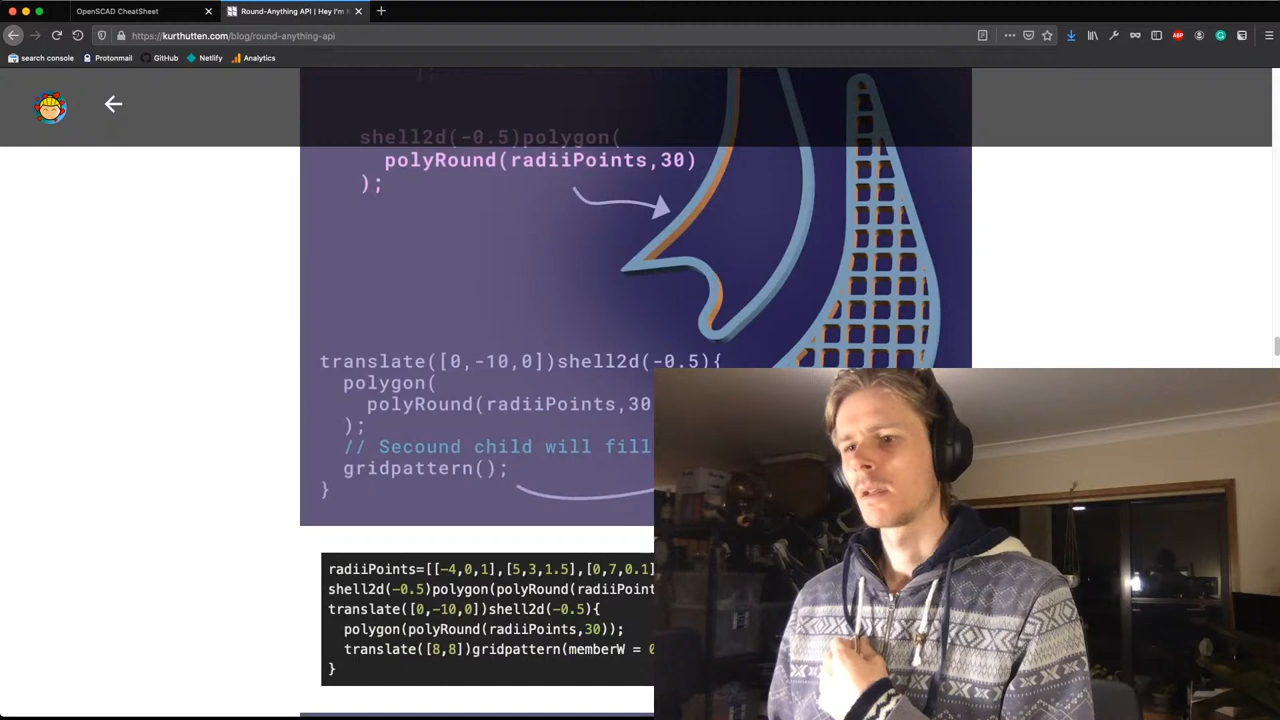 OpenSCAD CheatSheet
Round-Anything API | Hey I'm
https://kurthutten.com/blog/round-anything-api
search console
Protonmail
GitHub
Netlify
Analytics
ABP
shell2d(-0.5)polygon(
polyRound(radiiPoints,30)
);
translate([0,-10,0])shell2d(-0.5){
polygon(
polyRound(radiiPoints,30
);
// Secound child will fill
gridpattern();
}
radiiPoints=[[-4,0,1],[5,3,1.5],[0,7,0.1]
shell2d(-0.5)polygon(polyRound(radiiPoint
translate([0,-10,0])shell2d(-0.5){
polygon(polyRound(radiiPoints,30));
translate([8,8])gridpattern(memberW = 0
}